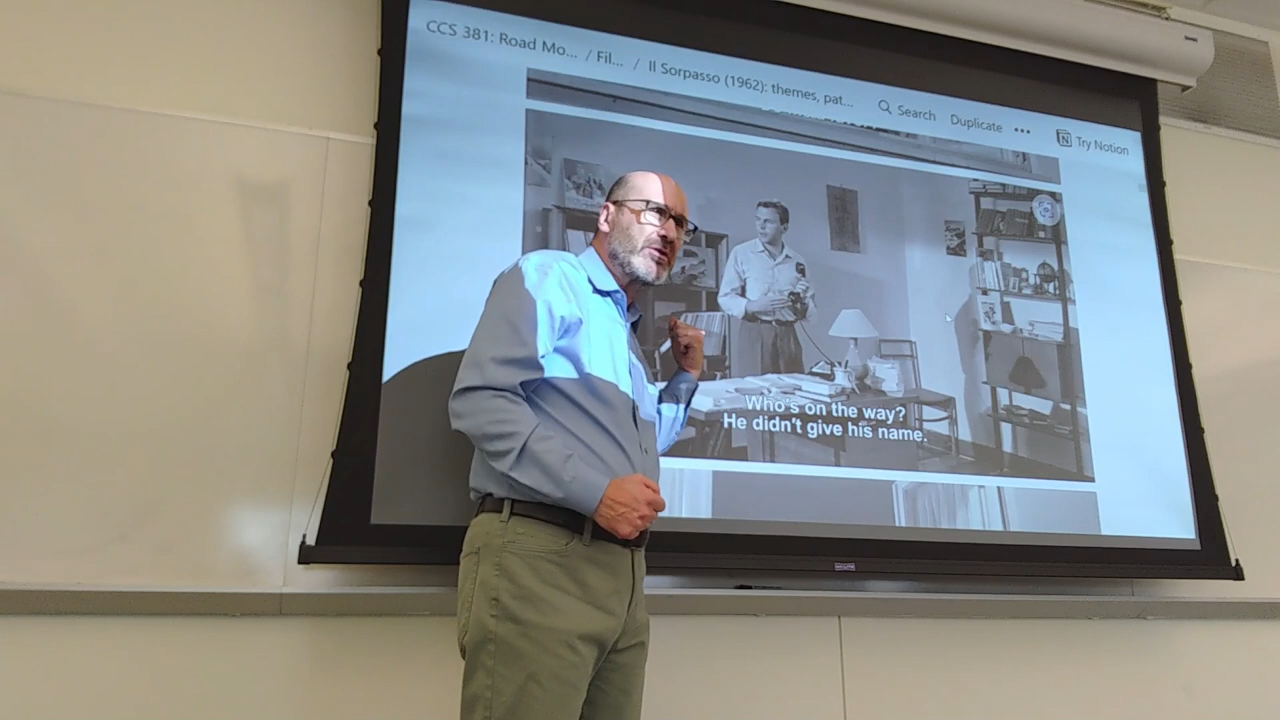 CCS 381: Road Mo... / Fil... / Il Sorpasso (1962): themes, pat...
Search
Duplicate
Try Notion
Who's on the way?
He didn't give his name.